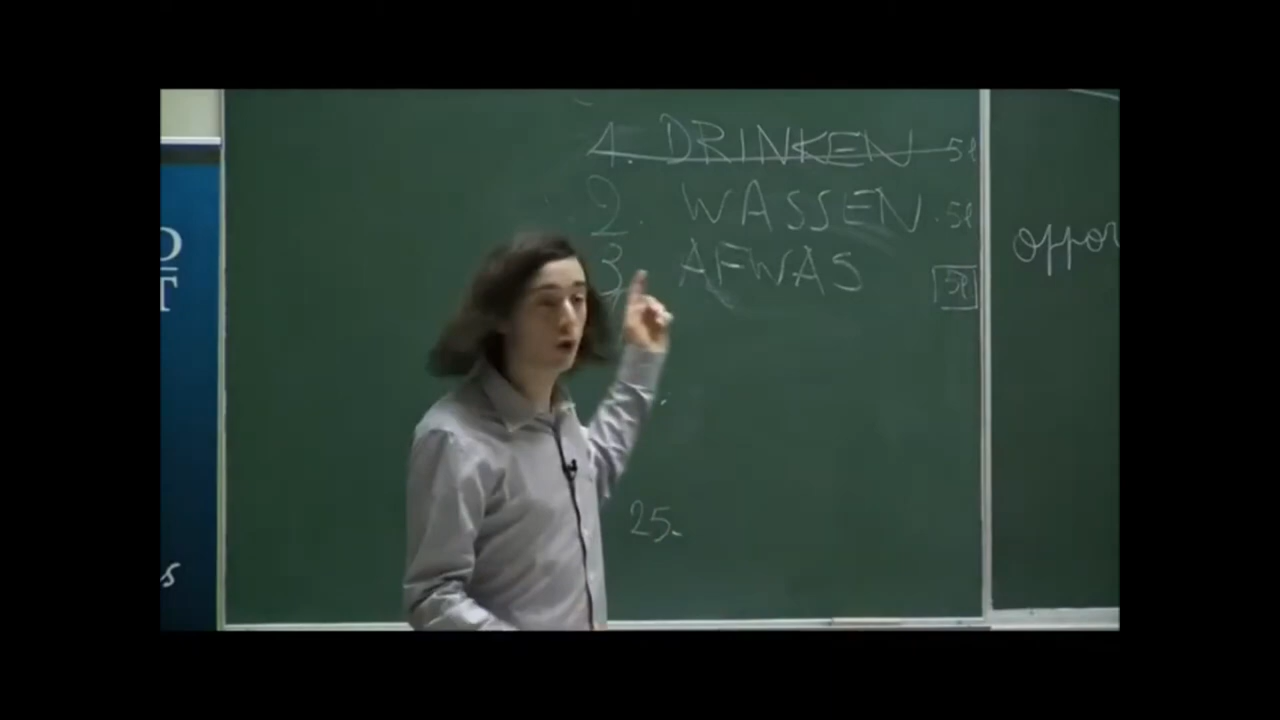 1. DRINKEN 5l
2. WASSEN. 5l
3. AFWAS 5l
25.
oppor